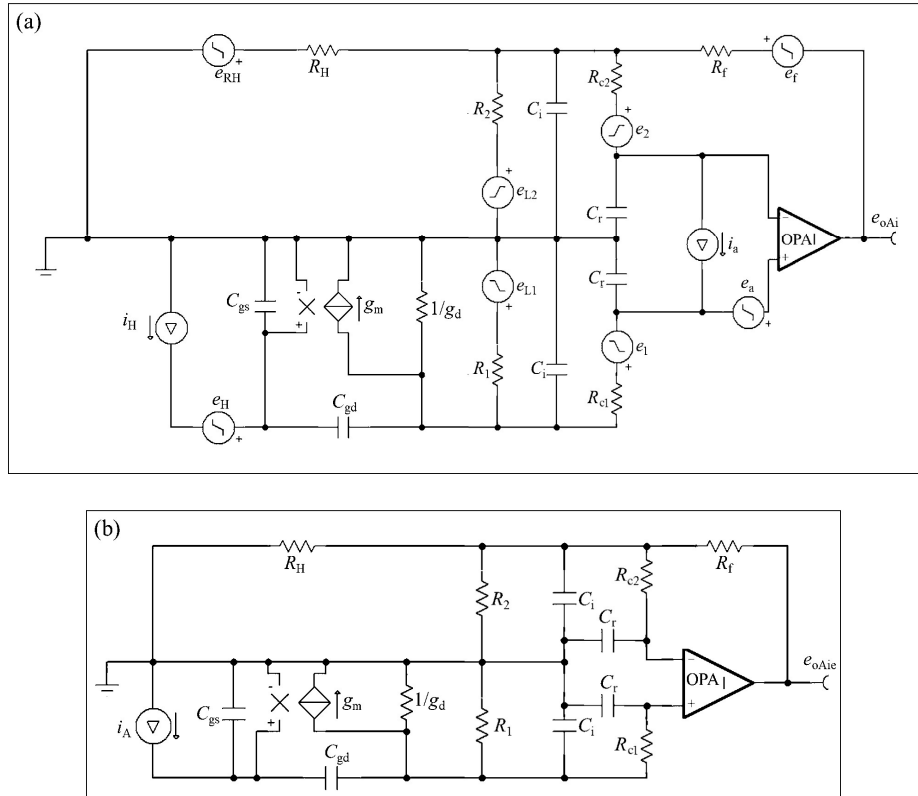 (a)
+
e_RH
R_H
R_2
C_i
R_c2
R_f
+
e_f
+
e_2
+
e_L2
C_r
C_r
i_a
−
OPA1
+
e_oAi
e_a
+
i_H
C_gs
-
+
g_m
1/g_d
e_L1
+
R_1
C_i
e_1
+
R_c1
e_H
+
C_gd
(b)
R_H
R_2
C_i
C_r
R_c2
R_f
−
OPA1
+
e_oAie
i_A
C_gs
-
+
g_m
1/g_d
R_1
C_r
C_i
R_c1
C_gd